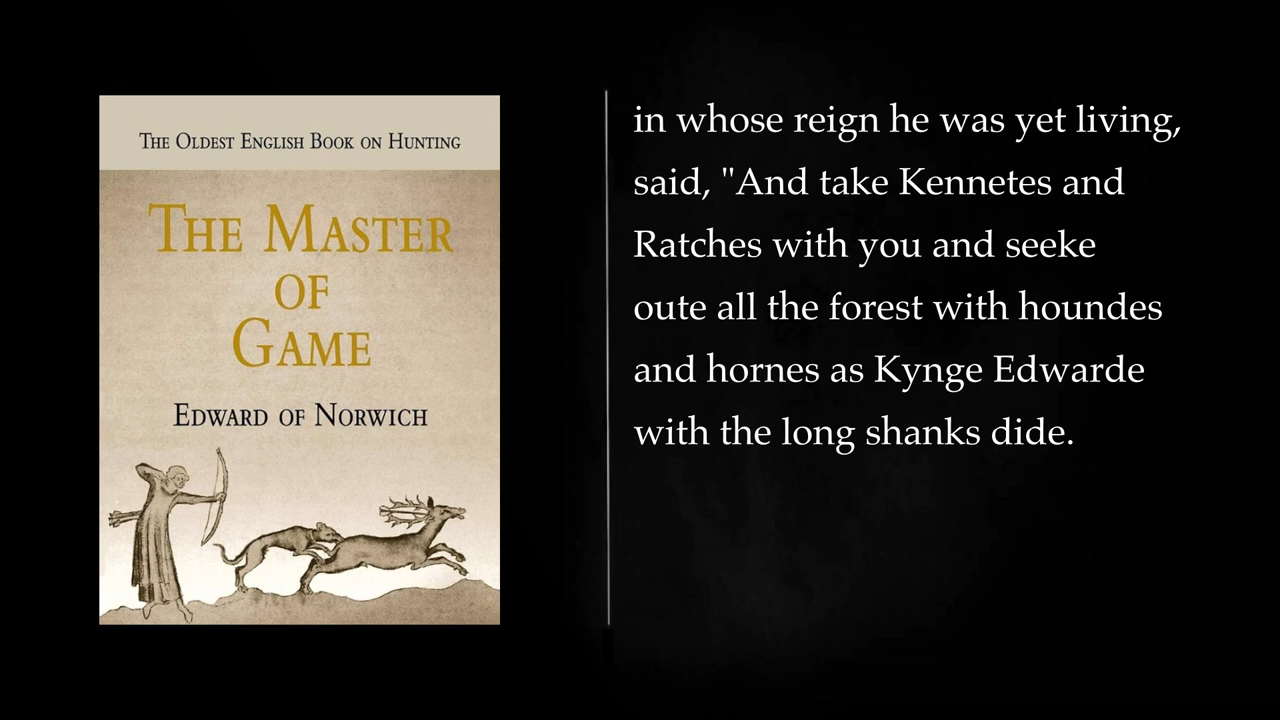 The Oldest English Book on Hunting
The Master
of
Game
Edward of Norwich
in whose reign he was yet living,
said, "And take Kennetes and
Ratches with you and seeke
oute all the forest with houndes
and hornes as Kynge Edwarde
with the long shanks dide.